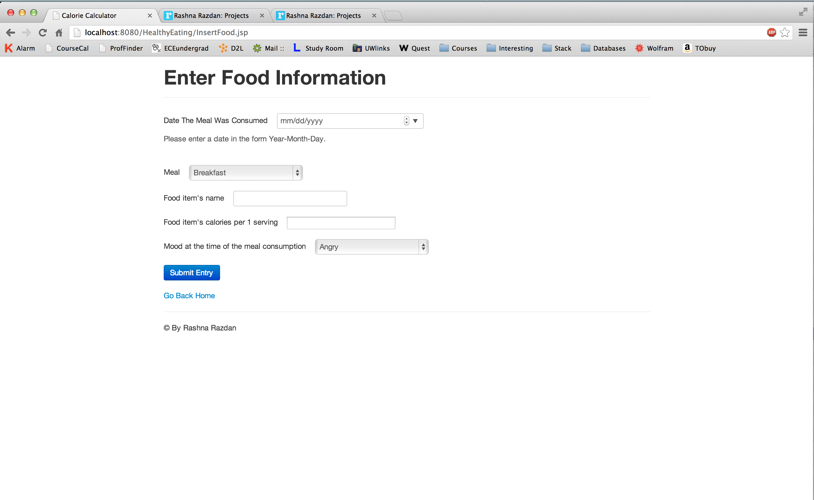 Calorie Calculator
Rashna Razdan: Projects
Rashna Razdan: Projects
localhost:8080/HealthyEating/InsertFood.jsp
ABP
K Alarm CourseCal ProfFinder ECEundergrad D2L Mail :: L Study Room UWlinks W Quest Courses Interesting Stack Databases Wolfram a TObuy
Enter Food Information
Date The Meal Was Consumed mm/dd/yyyy
Please enter a date in the form Year-Month-Day.
Meal Breakfast
Food item's name
Food item's calories per 1 serving
Mood at the time of the meal consumption Angry
Submit Entry
Go Back Home
© By Rashna Razdan